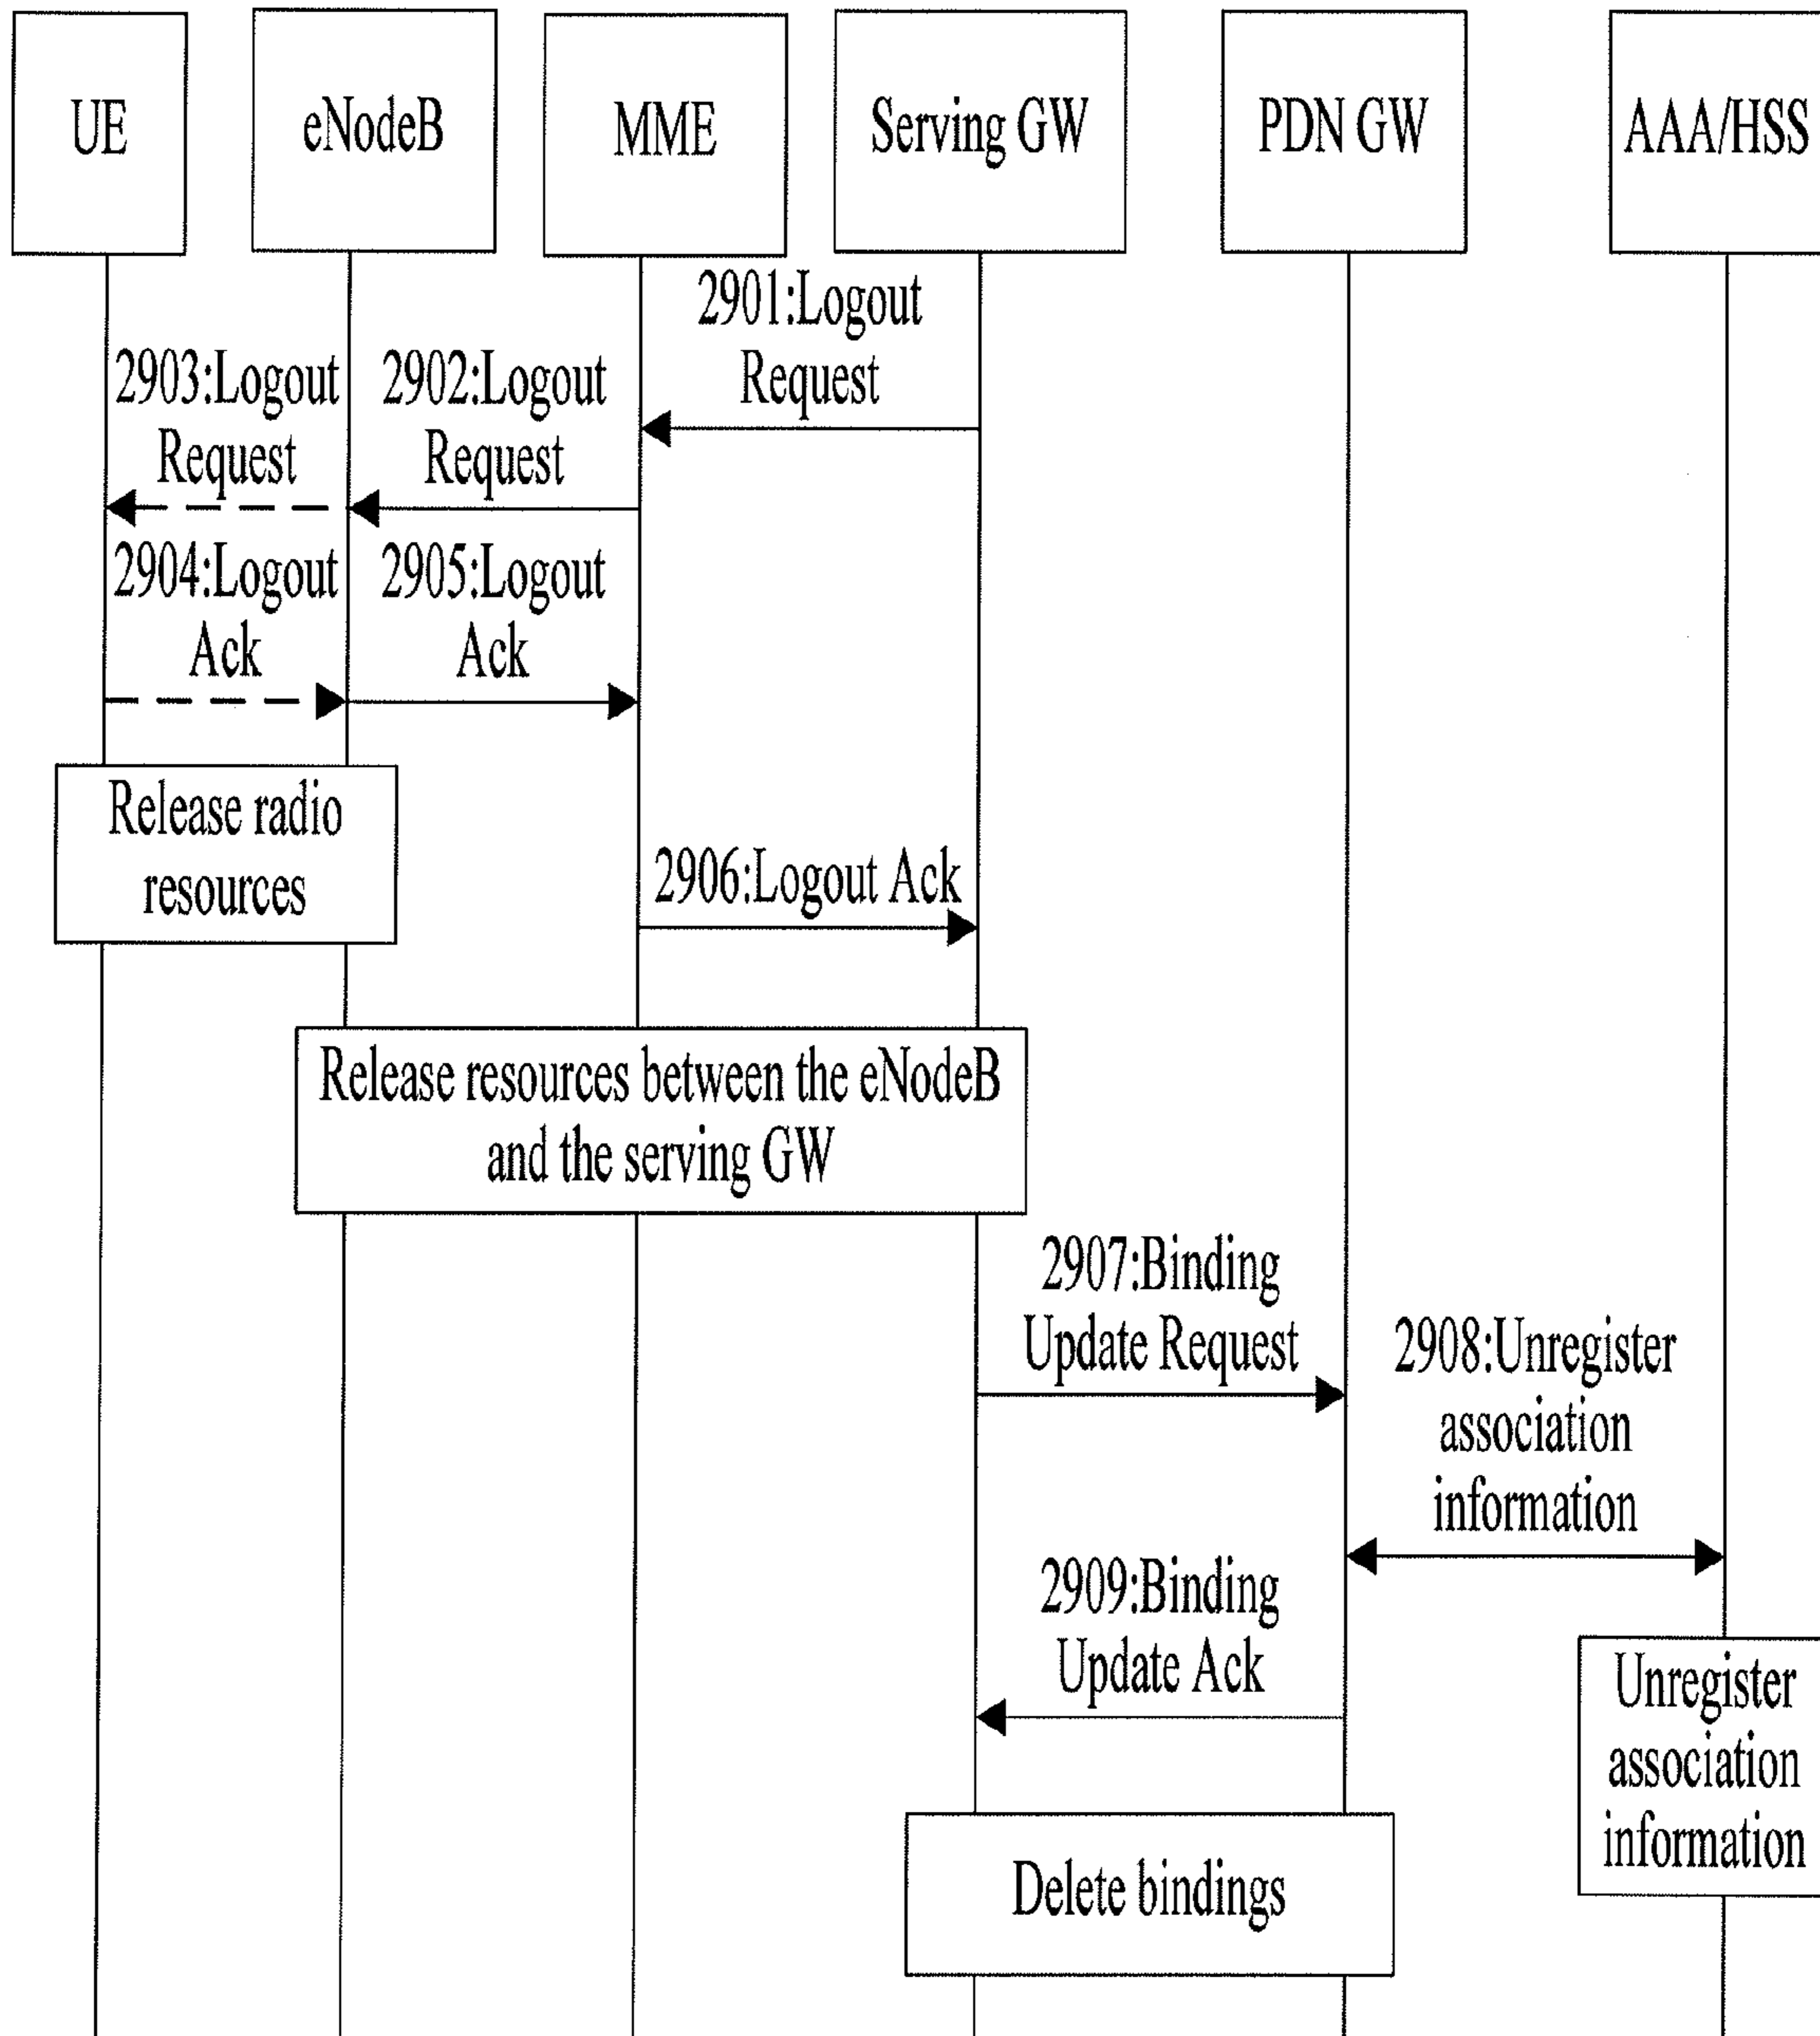 UE
eNodeB
MME
Serving GW
PDN GW
AAA/HSS
2901:Logout
Request
2903:Logout
Request
2902:Logout
Request
2904:Logout
Ack
2905:Logout
Ack
Release radio
resources
2906:Logout Ack
Release resources between the eNodeB
and the serving GW
2907:Binding
Update Request
2908:Unregister
association
information
2909:Binding
Update Ack
Unregister
association
information
Delete bindings